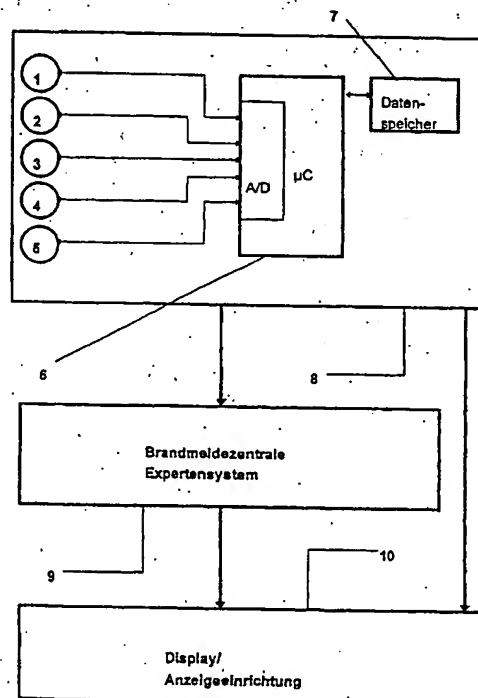 7
1
2
3
4
5
A/D
µC
Daten-
speicher
6
8
Brandmeldezentrale
Expertensystem
9
10
Display/
Anzeigeeinrichtung